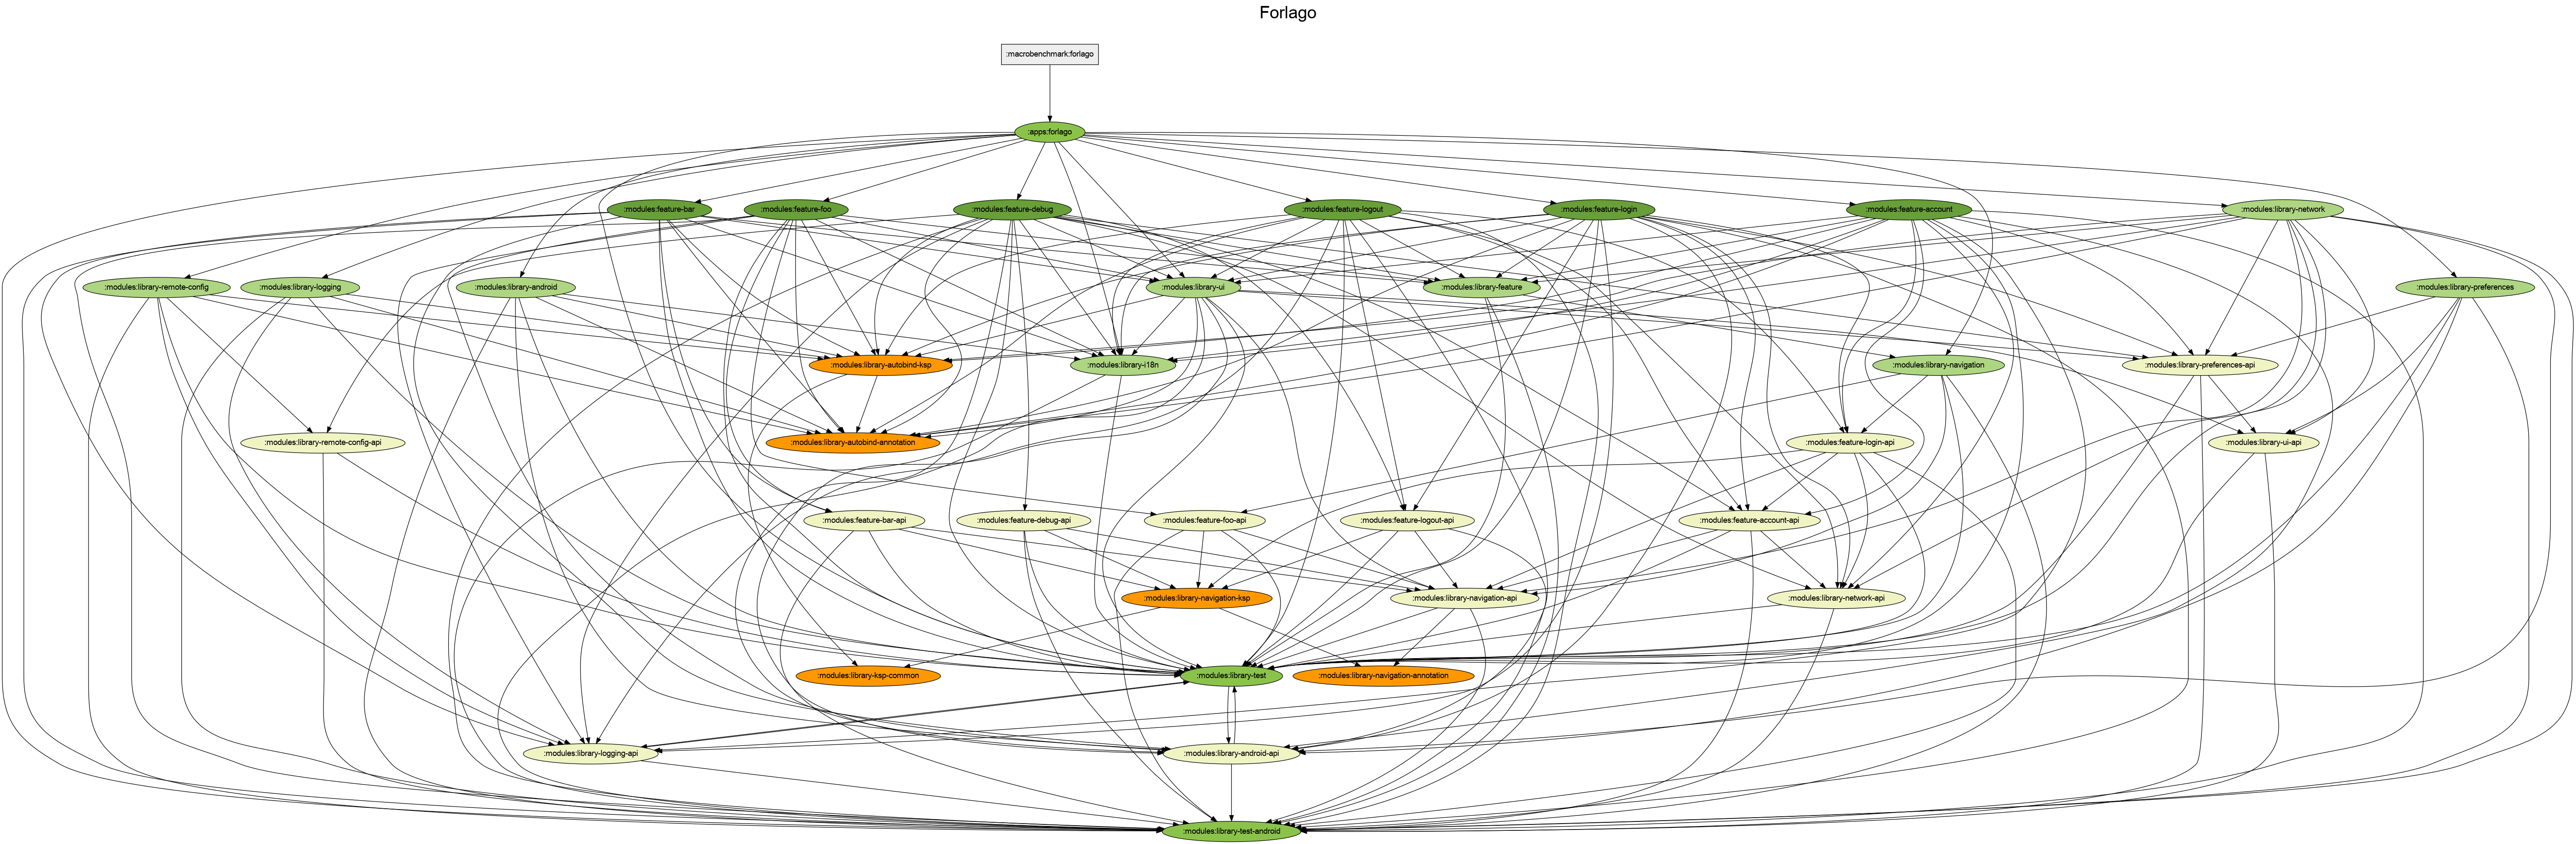 Forlago
:macrobenchmark:forlago
:apps:forlago
:modules:feature-bar
:modules:feature-foo
:modules:feature-debug
:modules:feature-logout
:modules:feature-login
:modules:feature-account
:modules:library-network
:modules:library-remote-config
:modules:library-logging
:modules:library-android
:modules:library-ui
:modules:library-feature
:modules:library-preferences
:modules:library-autobind-ksp
:modules:library-i18n
:modules:library-navigation
:modules:library-preferences-api
:modules:library-remote-config-api
:modules:library-autobind-annotation
:modules:feature-login-api
:modules:library-ui-api
:modules:feature-bar-api
:modules:feature-debug-api
:modules:feature-foo-api
:modules:feature-logout-api
:modules:feature-account-api
:modules:library-navigation-ksp
:modules:library-navigation-api
:modules:library-network-api
:modules:library-ksp-common
:modules:library-test
:modules:library-navigation-annotation
:modules:library-logging-api
:modules:library-android-api
:modules:library-test-android